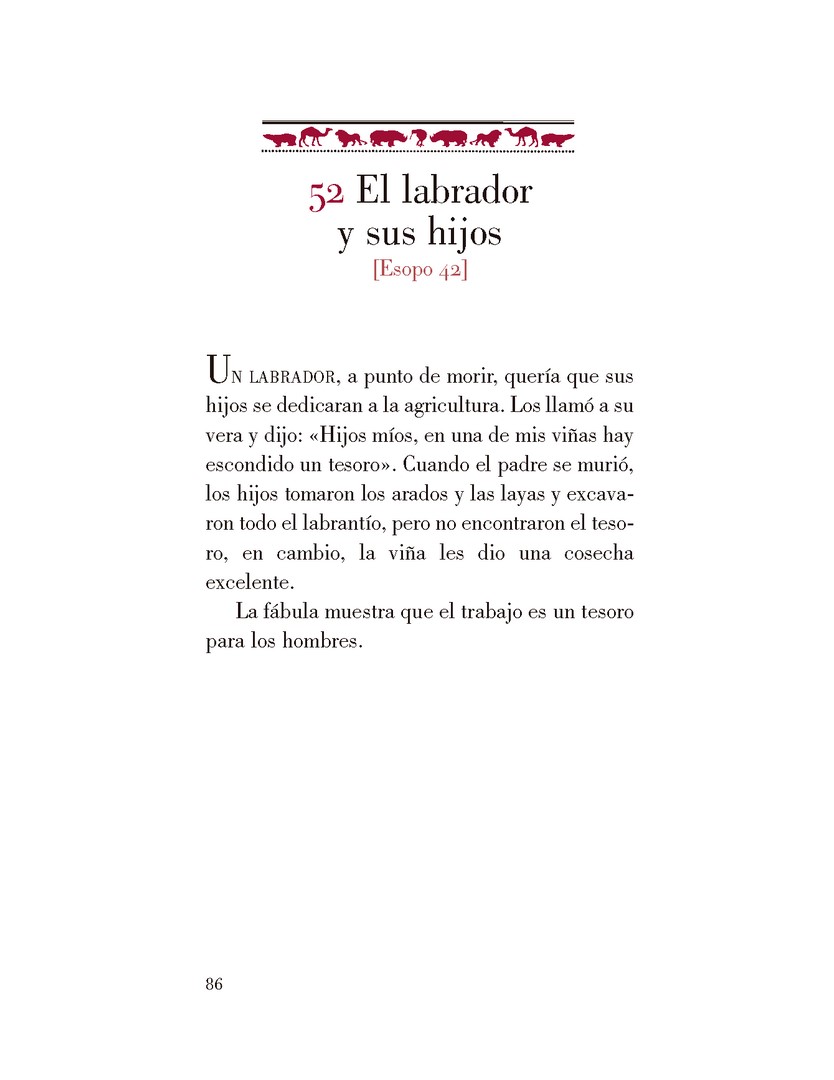 52 El labrador
y sus hijos
[Esopo 42]
UN LABRADOR, a punto de morir, quería que sus
hijos se dedicaran a la agricultura. Los llamó a su
vera y dijo: «Hijos míos, en una de mis viñas hay
escondido un tesoro». Cuando el padre se murió,
los hijos tomaron los arados y las layas y excava-
ron todo el labrantío, pero no encontraron el teso-
ro, en cambio, la viña les dio una cosecha
excelente.
La fábula muestra que el trabajo es un tesoro
para los hombres.
86